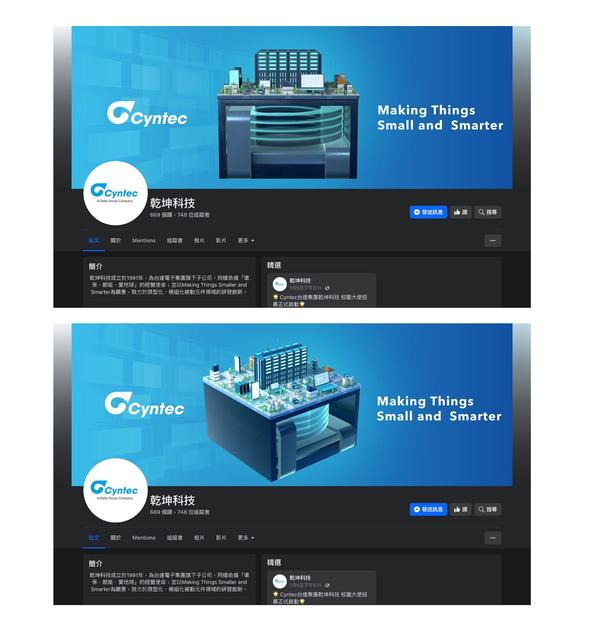 Cyntec
Making Things
Small and Smarter
Cyntec
A Delta Group Company
乾坤科技
669 個讚 · 748 位追蹤者
發送訊息
讚
搜尋
貼文
關於
Mentions
追蹤者
相片
影片
更多
簡介
乾坤科技成立於1991年，為台達電子集團旗下子公司，同樣依循「環
保、節能、愛地球」的經營使命；並以Making Things Smaller and
Smarter為願景，致力於微型化、模組化被動元件領域的研發創新。
精選
乾坤科技
Cyntec台達集團乾坤科技 校園大使招
募正式啟動
Cyntec
Making Things
Small and Smarter
Cyntec
A Delta Group Company
乾坤科技
669 個讚 · 748 位追蹤者
發送訊息
讚
搜尋
貼文
關於
Mentions
追蹤者
相片
影片
更多
簡介
乾坤科技成立於1991年，為台達電子集團旗下子公司，同樣依循「環
保、節能、愛地球」的經營使命；並以Making Things Smaller and
Smarter為願景，致力於微型化、模組化被動元件領域的研發創新。
精選
乾坤科技
Cyntec台達集團乾坤科技 校園大使招
募正式啟動